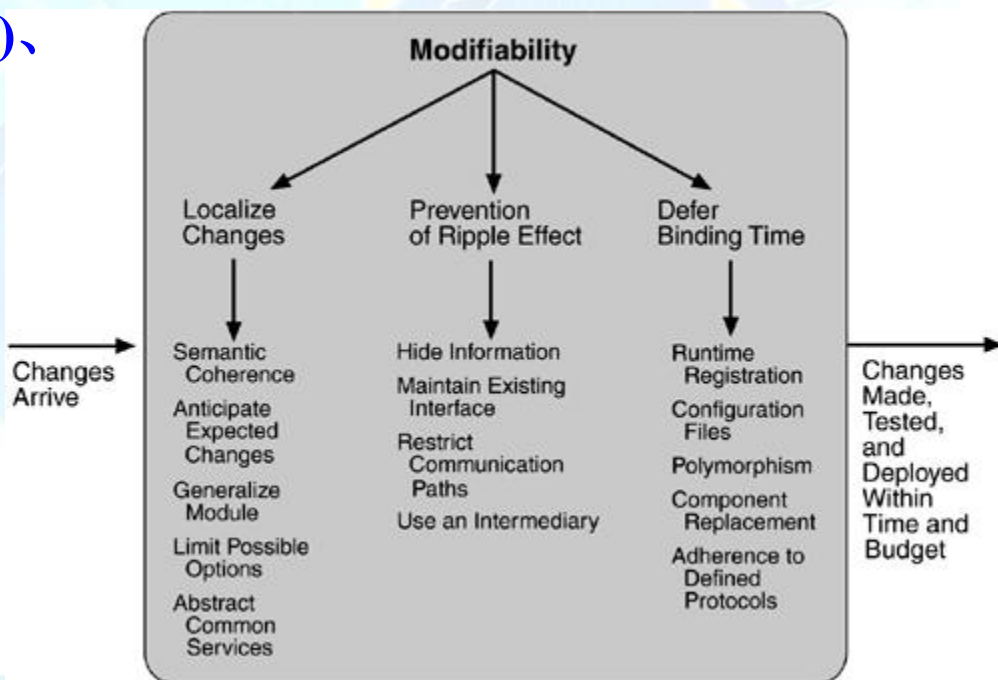 )、
Modifiability
Localize
Changes
Prevention
of Ripple Effect
Defer
Binding Time
Changes
Arrive
Semantic
Coherence
Anticipate
Expected
Changes
Generalize
Module
Limit Possible
Options
Abstract
Common
Services
Hide Information
Maintain Existing
Interface
Restrict
Communication
Paths
Use an Intermediary
Runtime
Registration
Configuration
Files
Polymorphism
Component
Replacement
Adherence to
Defined
Protocols
Changes
Made,
Tested,
and
Deployed
Within
Time and
Budget